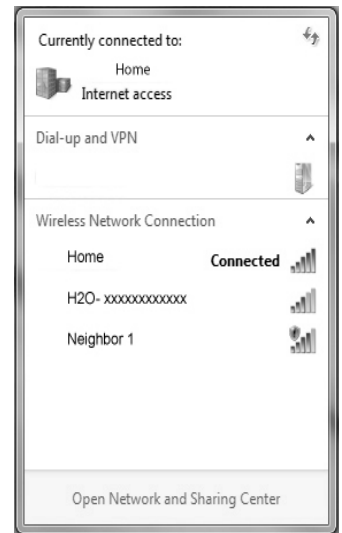 Currently connected to:
Home
Internet access
Dial-up and VPN
Wireless Network Connection
Home Connected
H2O- xxxxxxxxxxxx
Neighbor 1
Open Network and Sharing Center